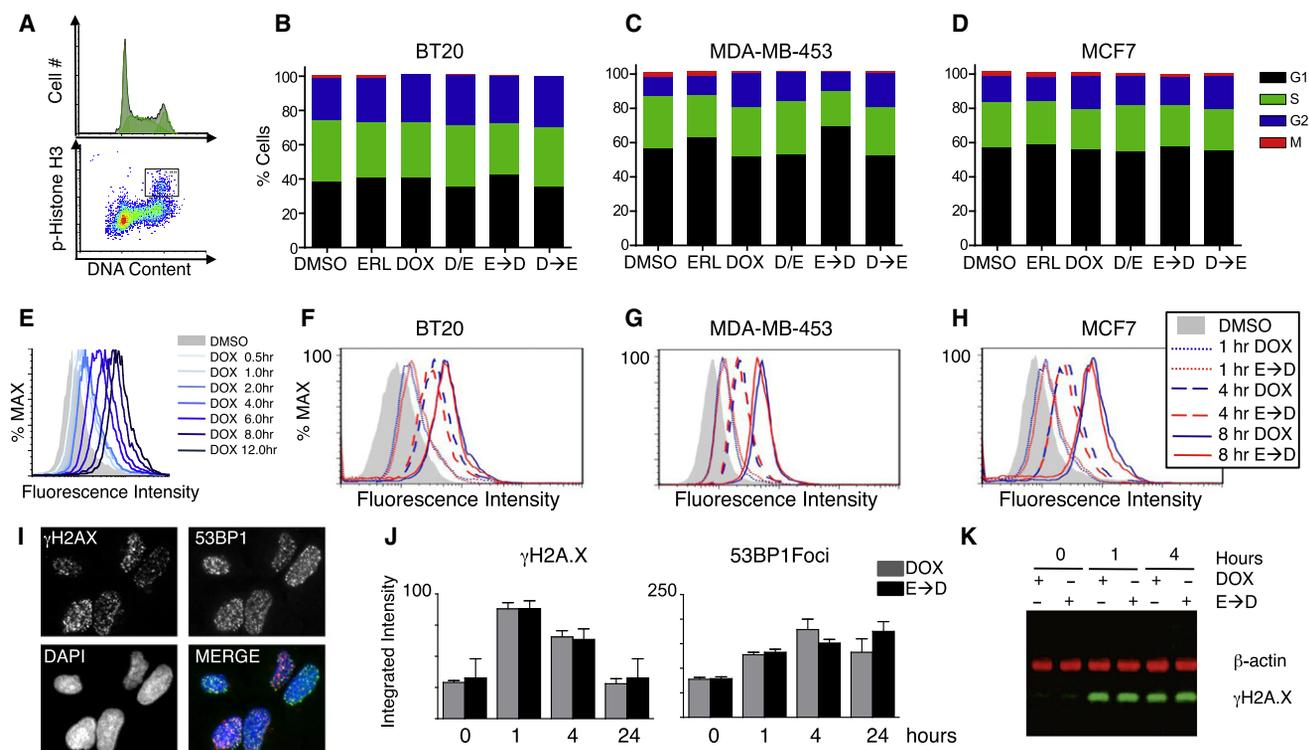 A
Cell #
p-Histone H3
DNA Content
B
BT20
% Cells
100
80
60
40
20
0
DMSO ERL DOX D/E E→D D→E
C
MDA-MB-453
100
80
60
40
20
0
DMSO ERL DOX D/E E→D D→E
D
MCF7
100
80
60
40
20
0
DMSO ERL DOX D/E E→D D→E
G1
S
G2
M
E
% MAX
Fluorescence Intensity
DMSO
DOX 0.5hr
DOX 1.0hr
DOX 2.0hr
DOX 4.0hr
DOX 6.0hr
DOX 8.0hr
DOX 12.0hr
F
BT20
100
% MAX
Fluorescence Intensity
G
MDA-MB-453
100
Fluorescence Intensity
H
MCF7
100
Fluorescence Intensity
DMSO
1 hr DOX
1 hr E→D
4 hr DOX
4 hr E→D
8 hr DOX
8 hr E→D
I
γH2AX
53BP1
DAPI
MERGE
J
γH2A.X
Integrated Intensity
100
0 1 4 24
53BP1Foci
250
0 1 4 24 hours
DOX
E→D
K
0 1 4 Hours
+ - + - + - DOX
- + - + - + E→D
β-actin
γH2A.X